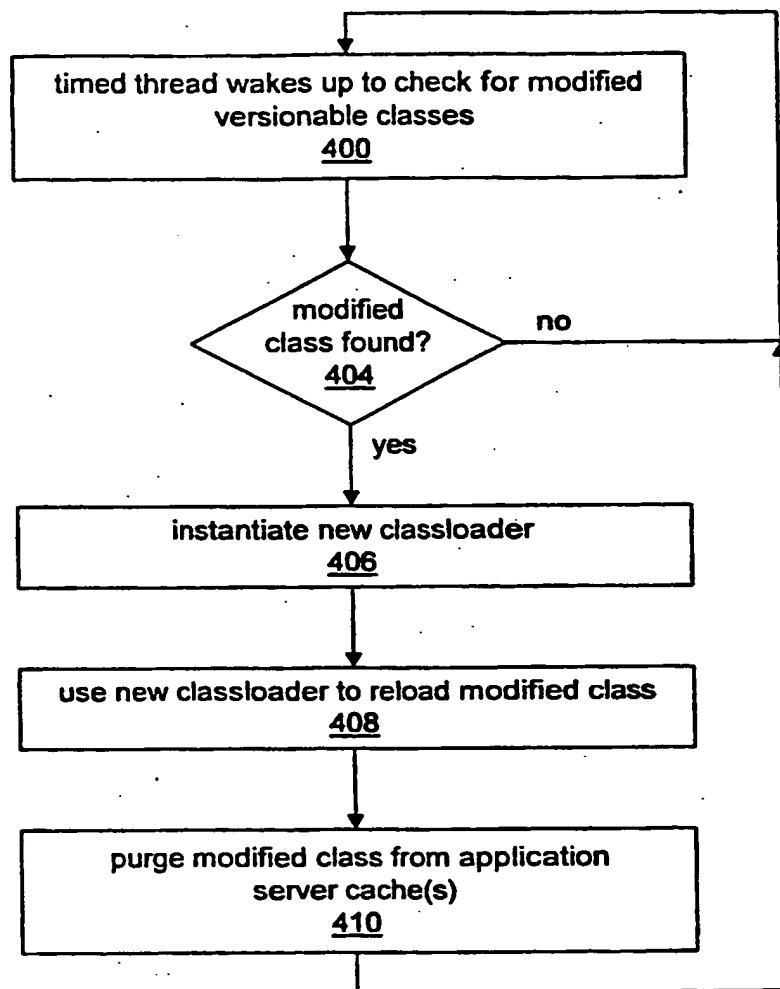 timed thread wakes up to check for modified
versionable classes
400
modified
class found?
404
no
yes
instantiate new classloader
406
use new classloader to reload modified class
408
purge modified class from application
server cache(s)
410